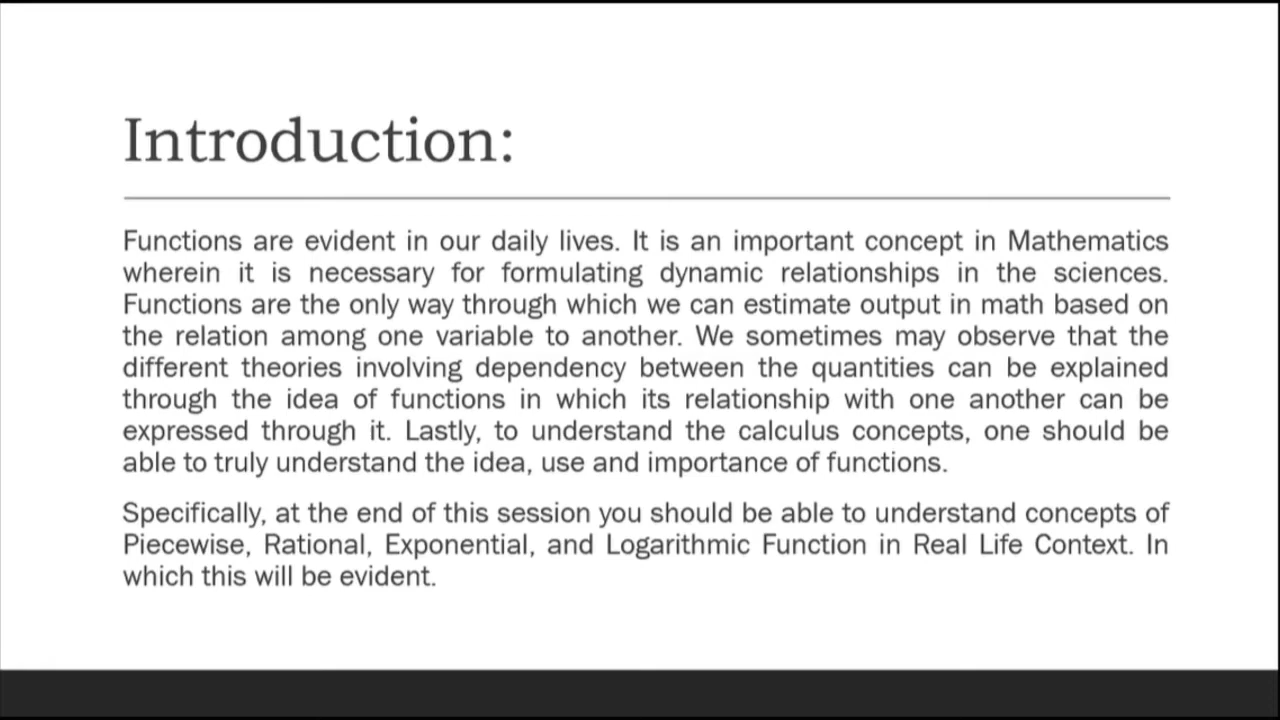 Introduction:
Functions are evident in our daily lives. It is an important concept in Mathematics
wherein it is necessary for formulating dynamic relationships in the sciences.
Functions are the only way through which we can estimate output in math based on
the relation among one variable to another. We sometimes may observe that the
different theories involving dependency between the quantities can be explained
through the idea of functions in which its relationship with one another can be
expressed through it. Lastly, to understand the calculus concepts, one should be
able to truly understand the idea, use and importance of functions.
Specifically, at the end of this session you should be able to understand concepts of
Piecewise, Rational, Exponential, and Logarithmic Function in Real Life Context. In
which this will be evident.